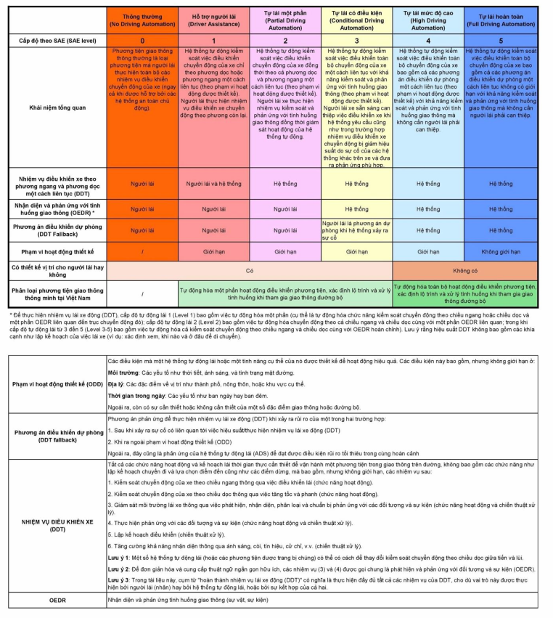 Thông thường
(No Driving Automation)
Hỗ trợ người lái
(Driver Assistance)
Tự lái một phần
(Partial Driving
Automation)
Tự lái có điều kiện
(Conditional Driving
Automation)
Tự lái mức độ cao
(High Driving
Automation)
Tự lái hoàn toàn
(Full Driving Automation)
Cấp độ theo SAE (SAE level)
0
1
2
3
4
5
Khái niệm tổng quan
Phương tiện giao thông
thông thường là loại
phương tiện mà người lái
thực hiện toàn bộ các
nhiệm vụ điều khiển
chuyển động của xe (ngay
cả khi được hỗ trợ bởi các
hệ thống an toàn chủ
động).
Hệ thống tự động kiểm
soát việc điều khiển
chuyển động của xe chỉ
theo phương dọc hoặc
phương ngang một cách
liên tục (theo phạm vi hoạt
động được thiết kế).
Người lái thực hiện nhiệm
vụ điều khiển xe chuyển
động theo phương còn lại.
Hệ thống tự động kiểm
soát việc điều khiển
chuyển động của xe đồng
thời theo cả phương dọc
và phương ngang một
cách liên tục (theo phạm vi
hoạt động được thiết kế).
Người lái xe thực hiện
nhiệm vụ kiểm soát và
phản ứng với tình huống
giao thông đồng thời giám
sát hoạt động của hệ
thống tự động.
Hệ thống tự động kiểm
soát việc điều khiển
chuyển động của xe một
cách liên tục với khả năng
kiểm soát và phản ứng với
tình huống giao thông
(theo phạm vi hoạt động
được thiết kế).
Người lái xe sẵn sàng can
thiệp việc điều khiển xe khi
hệ thống yêu cầu cũng
như trong trường hợp
nhiệm vụ điều khiển
chuyển động bị giảm hiệu
suất do sự cố của các hệ
thống khác trên xe và đưa
ra phản ứng phù hợp.
Hệ thống tự động kiểm
soát việc điều khiển toàn
bộ chuyển động của xe
bao gồm cả các phương
án điều khiển dự phòng
một cách liên tục (theo
phạm vi hoạt động được
thiết kế) với khả năng kiểm
soát và phản ứng với tình
huống giao thông mà
không cần người lái phải
can thiệp
Hệ thống tự động kiểm
soát việc điều khiển toàn bộ
chuyển động của xe bao
gồm cả các phương án
điều khiển dự phòng một
cách liên tục không có giới
hạn với khả năng kiểm soát
và phản ứng với tình huống
giao thông mà không cần
người lái phải can thiệp
Nhiệm vụ điều khiển xe theo
phương ngang và phương dọc
một cách liên tục (DDT)
Người lái
Người lái và hệ thống
Hệ thống
Hệ thống
Hệ thống
Hệ thống
Nhận diện và phản ứng với tình
huống giao thông (OEDR) *
Người lái
Người lái
Người lái
Hệ thống
Hệ thống
Hệ thống
Phương án điều khiển dự phòng
(DDT Fallback)
Người lái
Người lái
Người lái
Người lái là phương án dự
phòng khi hệ thống xảy ra
sự cố
Hệ thống
Hệ thống
Phạm vi hoạt động thiết kế
/
Giới hạn
Giới hạn
Giới hạn
Giới hạn
Không giới hạn
Có thiết kế vị trí cho người lái hay
không
Có
Không có
Phân loại phương tiện giao thông
thông minh tại Việt Nam
/
Tự động hóa một phần hoạt động điều khiển phương tiện,
xác định lộ trình và xử lý tình huống khi tham gia giao
thông đường bộ
Tự động hóa toàn bộ hoạt động điều khiển phương tiện,
xác định lộ trình và xử lý tình huống khi tham gia giao
thông đường bộ
* Để thực hiện nhiệm vụ lái xe động (DDT), cấp độ tự động lái 1 (Level 1) bao gồm việc tự động hóa một phần (cụ thể là tự động hóa chức năng kiểm soát chuyển động theo chiều ngang hoặc chiều dọc và
một phần OEDR liên quan đến trục chuyển động đó); cấp độ tự động lái 2 (Level 2) bao gồm việc tự động hóa chuyển động theo cả chiều ngang và chiều dọc cùng với một phần OEDR liên quan; trong khi
cấp độ tự động lái từ 3 đến 5 (Level 3-5) bao gồm việc tự động hóa cả kiểm soát chuyển động theo chiều ngang và chiều dọc cùng với OEDR hoàn chỉnh). Lưu ý rằng hiệu suất DDT không bao gồm các khía
cạnh như lập kế hoạch của việc lái xe (ví dụ: xác định xem, khi nào và ở đâu để di chuyển).
Phạm vi hoạt động thiết kế (ODD)
Các điều kiện mà một hệ thống tự động lái hoặc một tính năng cụ thể của nó được thiết kế để hoạt động hiệu quả. Các điều kiện này bao gồm, nhưng không giới hạn ở:
Môi trường: Các yếu tố như thời tiết, ánh sáng, và tình trạng mặt đường.
Địa lý: Các đặc điểm về vị trí như thành phố, nông thôn, hoặc khu vực cụ thể.
Thời gian trong ngày: Các yếu tố như ban ngày hay ban đêm.
Ngoài ra, còn có sự cần thiết hoặc không cần thiết của một số đặc điểm giao thông hoặc đường bộ.
Phương án điều khiển dự phòng
(DDT fallback)
Phương án phản ứng để thực hiện nhiệm vụ lái xe động (DDT) khi xảy ra rủi ro của một trong hai trường hợp:
1. Sau khi xảy ra sự cố có liên quan tới việc hiệu suất/thực hiện nhiệm vụ lái xe động (DDT)
2. Khi ra ngoài phạm vi hoạt động thiết kế (ODD)
Ngoài ra, đây cũng là phản ứng của hệ thống tự động lái (ADS) để đạt được điều kiện rủi ro tối thiểu trong cùng hoàn cảnh
NHIỆM VỤ ĐIỀU KHIỂN XE
(DDT)
Tất cả các chức năng hoạt động và kế hoạch lái thời gian thực cần thiết để vận hành một phương tiện trong giao thông trên đường, không bao gồm các chức năng như
lập kế hoạch chuyến đi và lựa chọn điểm đến cũng như các điểm dừng, mà bao gồm, nhưng không giới hạn, các nhiệm vụ sau:
1. Kiểm soát chuyển động của xe theo chiều ngang thông qua việc điều khiển lái (chức năng hoạt động).
2. Kiểm soát chuyển động của xe theo chiều dọc thông qua việc tăng tốc và phanh (chức năng hoạt động).
3. Giám sát môi trường lái xe thông qua việc phát hiện, nhận diện, phân loại và chuẩn bị phản ứng với các đối tượng và sự kiện (chức năng hoạt động và chiến thuật xử
lý).
4. Thực hiện phản ứng với các đối tượng và sự kiện (chức năng hoạt động và chiến thuật xử lý).
5. Lập kế hoạch điều khiển (chiến thuật xử lý).
6. Tăng cường khả năng nhận diện thông qua ánh sáng, còi, tín hiệu, cử chỉ, v.v. (chiến thuật xử lý)
Lưu ý 1: Một số hệ thống tự động lái (hoặc các phương tiện được trang bị chúng) có thể có cách để thay đổi kiểm soát chuyển động theo chiều dọc giữa tiến và lùi.
Lưu ý 2: Để đơn giản hóa và cung cấp thuật ngữ ngắn gọn hữu ích, các nhiệm vụ (3) và (4) được gọi chung là phát hiện và phản ứng với đối tượng và sự kiện (OEDR).
Lưu ý 3: Trong tài liệu này, cụm từ "hoàn thành nhiệm vụ lái xe động (DDT)" có nghĩa là thực hiện đầy đủ tất cả các nhiệm vụ của DDT, cho dù vai trò này được thực
hiện bởi người lái (nhân) hay bởi hệ thống tự động lái, hoặc bởi sự kết hợp của cả hai.
OEDR
Nhận diện và phản ứng tình huống giao thông (sự vật, sự kiện)